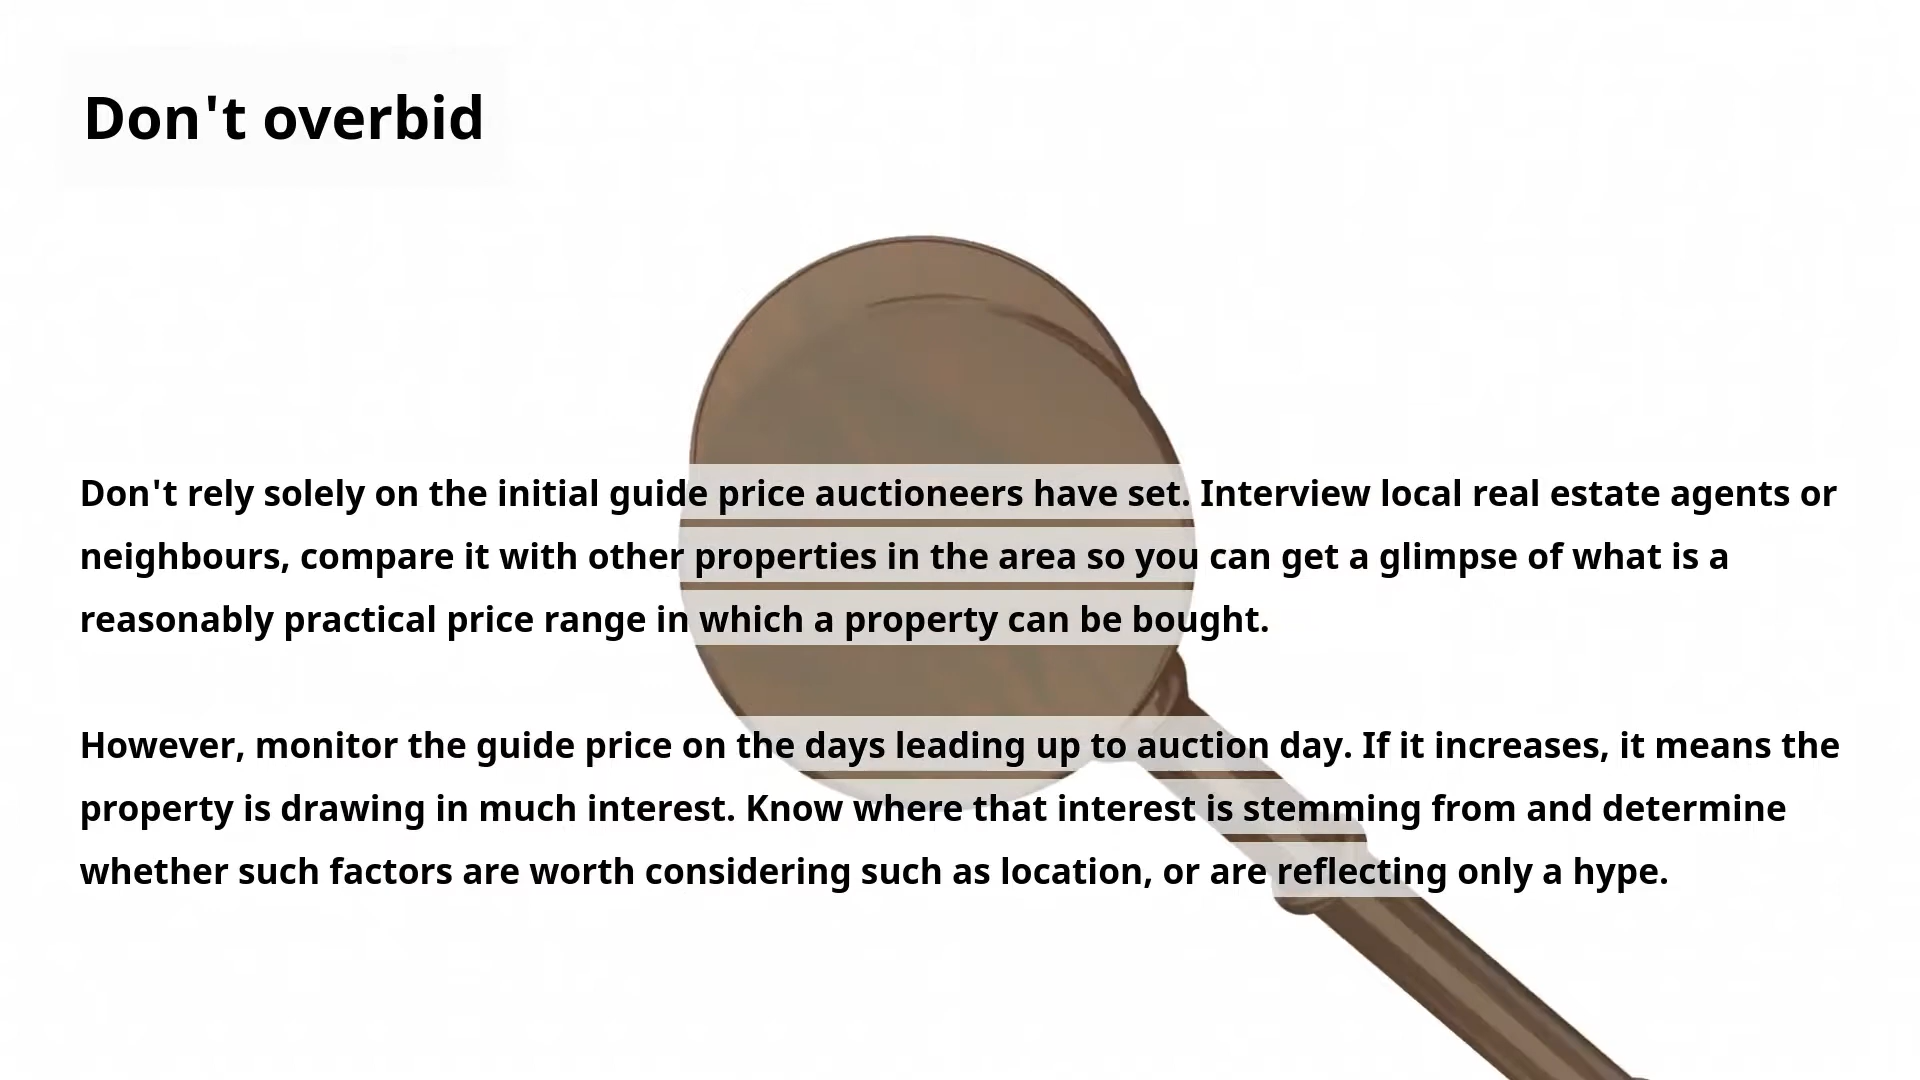 Don't overbid
Don't rely solely on the initial guide price auctioneers have set. Interview local real estate agents or
neighbours, compare it with other properties in the area so you can get a glimpse of what is a
reasonably practical price range in which a property can be bought.
However, monitor the guide price on the days leading up to auction day. If it increases, it means the
property is drawing in much interest. Know where that interest is stemming from and determine
whether such factors are worth considering such as location, or are reflecting only a hype.